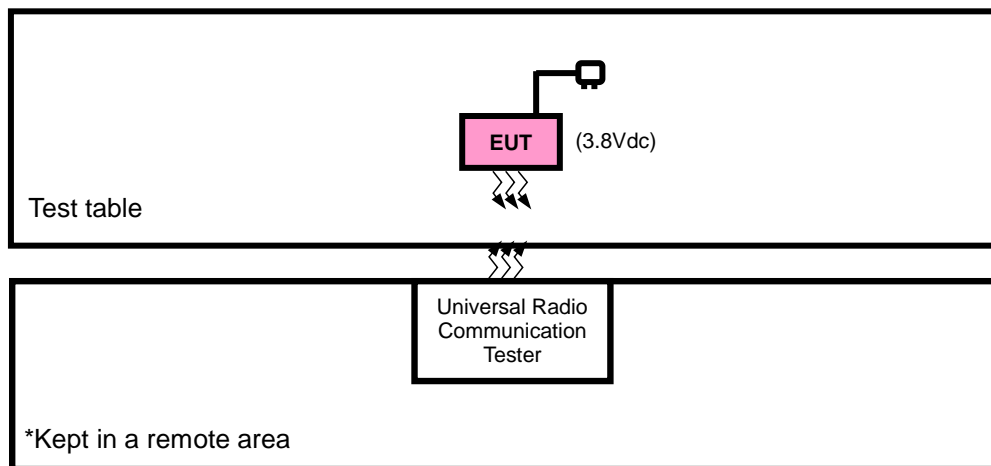 EUT
(3.8Vdc)
Test table
Universal Radio
Communication
Tester
*Kept in a remote area